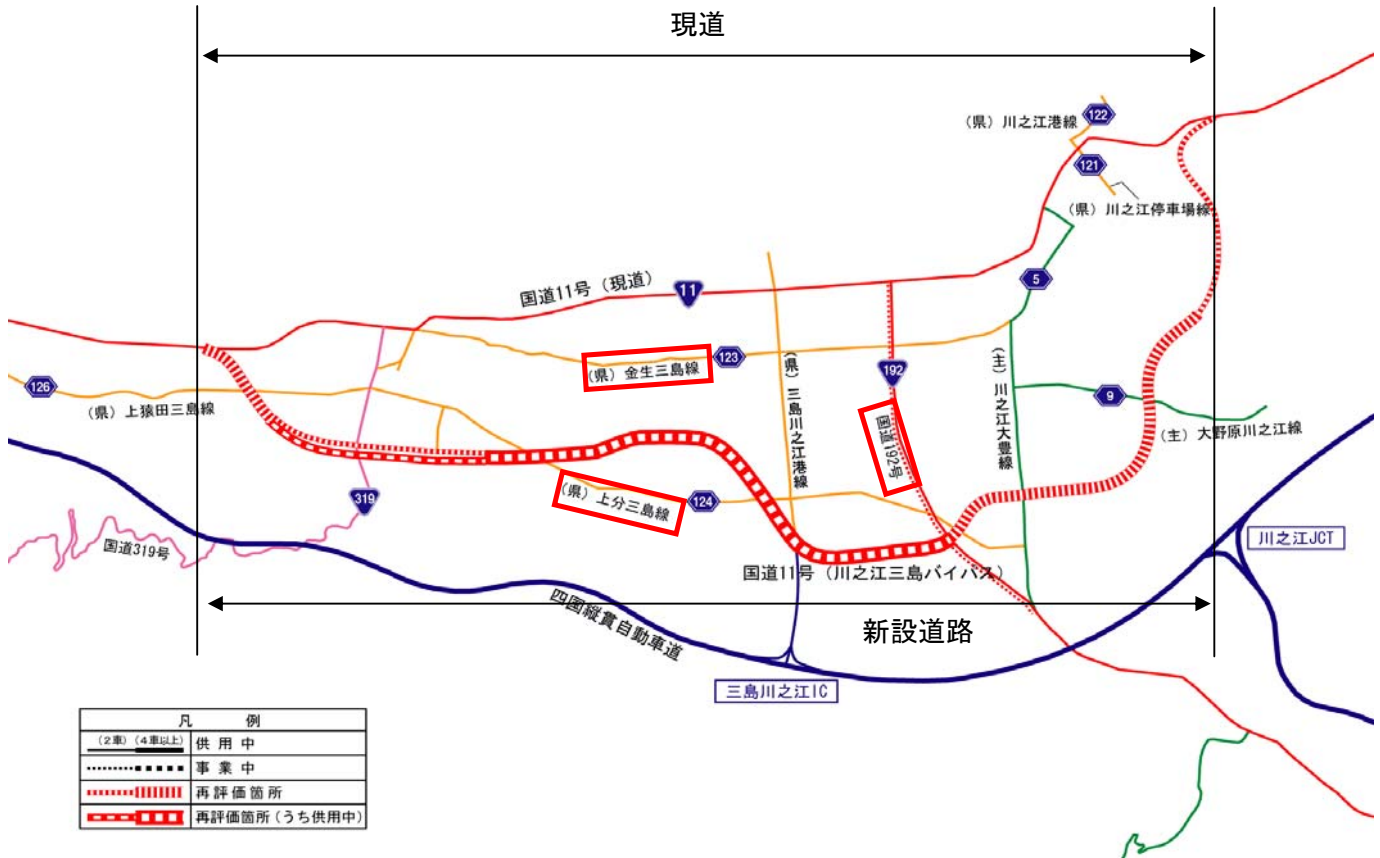 現道
(県) 川之江港線
122
121
(県) 川之江停車場線
国道11号 (現道)
11
5
(県) 金生三島線
123
(県) 三島川之江港線
192
国道192号
(主) 川之江大豊線
9
(主) 大野原川之江線
126
(県) 上猿田三島線
319
国道319号
(県) 上分三島線
124
国道11号 (川之江三島バイパス)
川之江JCT
四国縦貫自動車道
新設道路
三島川之江IC
凡 例
(2車) (4車以上) 供用中
事業中
再評価箇所
再評価箇所 (うち供用中)